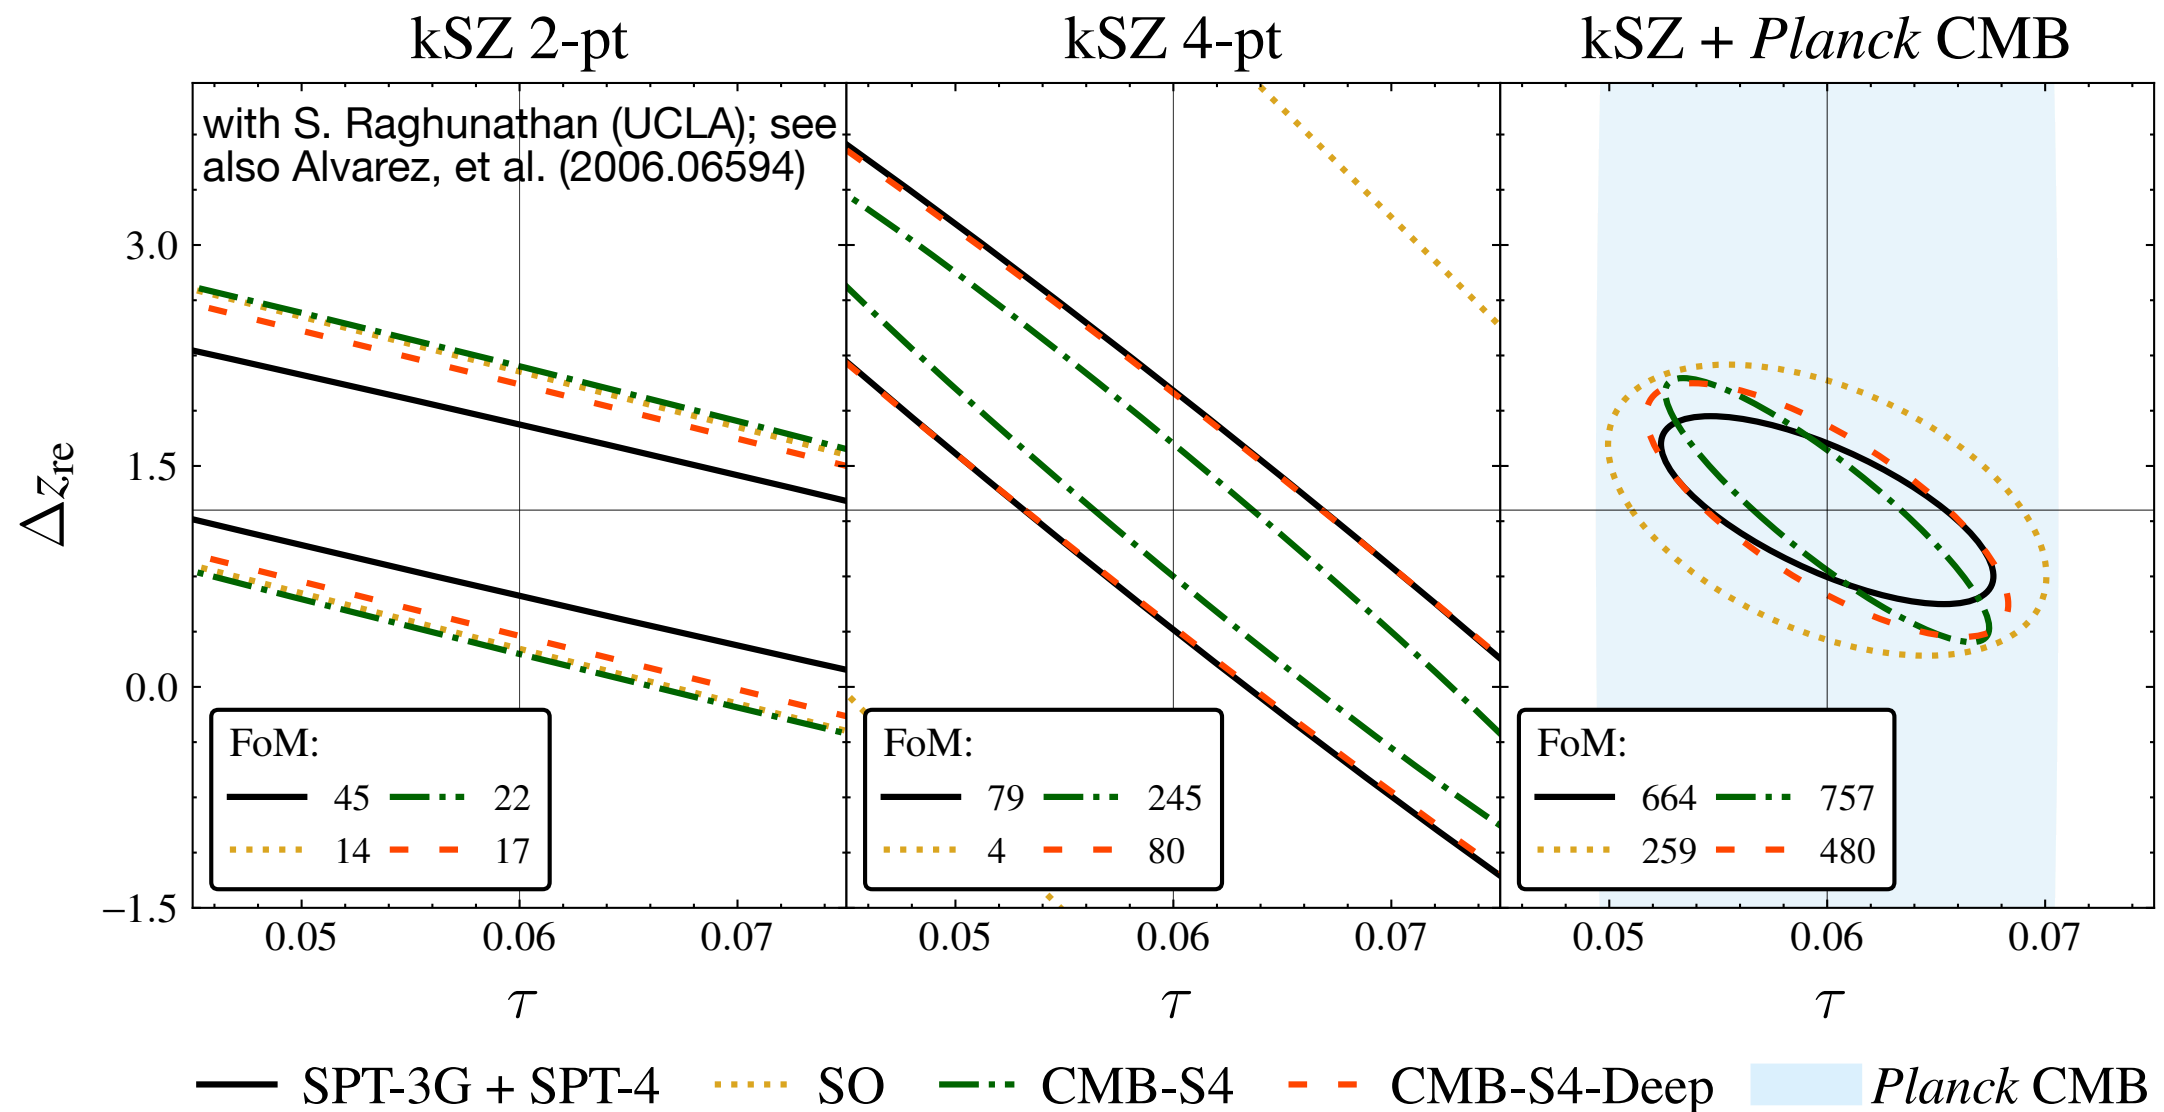 kSZ 2-pt
kSZ 4-pt
kSZ + Planck CMB
with S. Raghunathan (UCLA); see
also Alvarez, et al. (2006.06594)
Δz_re
3.0
1.5
0.0
−1.5
FoM:
45 22
14 17
FoM:
79 245
4 80
FoM:
664 757
259 480
0.05 0.06 0.07
0.05 0.06 0.07
0.05 0.06 0.07
τ
τ
τ
SPT-3G + SPT-4 SO CMB-S4 CMB-S4-Deep Planck CMB